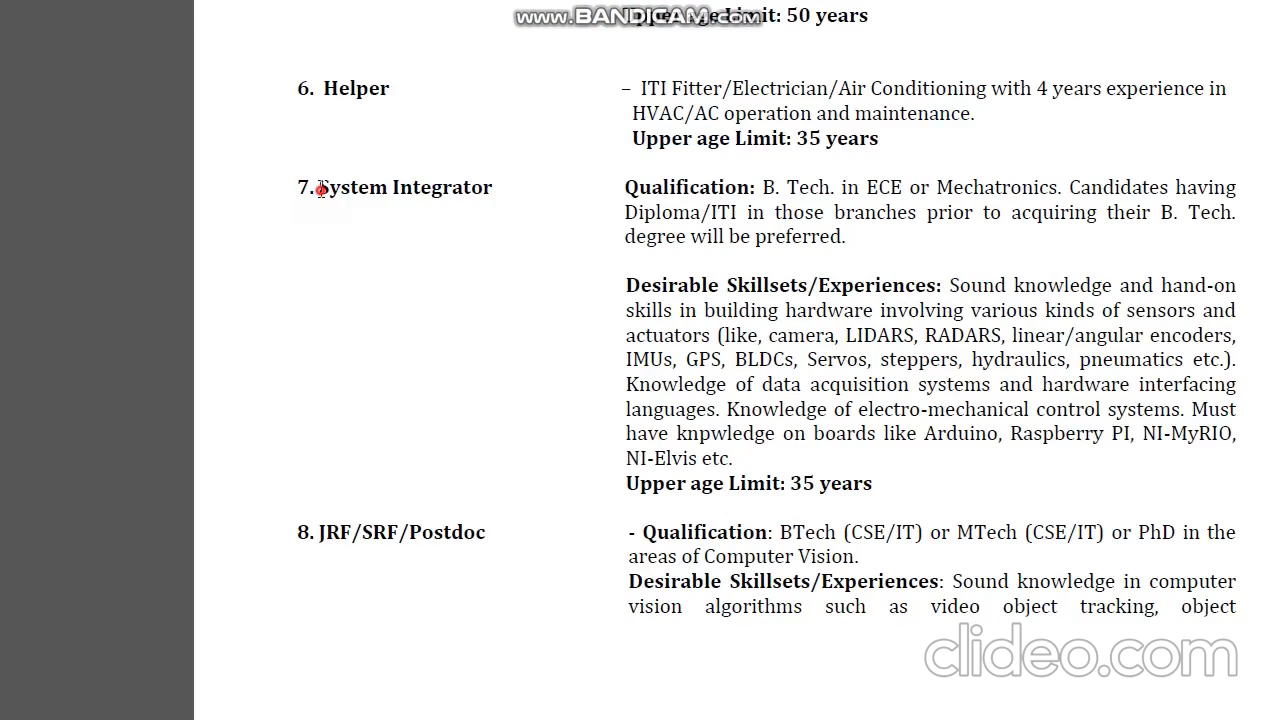 www.BANDICAM.com
Upper age Limit: 50 years
6. Helper – ITI Fitter/Electrician/Air Conditioning with 4 years experience in
HVAC/AC operation and maintenance.
Upper age Limit: 35 years
7. System Integrator Qualification: B. Tech. in ECE or Mechatronics. Candidates having
Diploma/ITI in those branches prior to acquiring their B. Tech.
degree will be preferred.
Desirable Skillsets/Experiences: Sound knowledge and hand-on
skills in building hardware involving various kinds of sensors and
actuators (like, camera, LIDARS, RADARS, linear/angular encoders,
IMUs, GPS, BLDCs, Servos, steppers, hydraulics, pneumatics etc.).
Knowledge of data acquisition systems and hardware interfacing
languages. Knowledge of electro-mechanical control systems. Must
have knpwledge on boards like Arduino, Raspberry PI, NI-MyRIO,
NI-Elvis etc.
Upper age Limit: 35 years
8. JRF/SRF/Postdoc - Qualification: BTech (CSE/IT) or MTech (CSE/IT) or PhD in the
areas of Computer Vision.
Desirable Skillsets/Experiences: Sound knowledge in computer
vision algorithms such as video object tracking, object
clideo.com